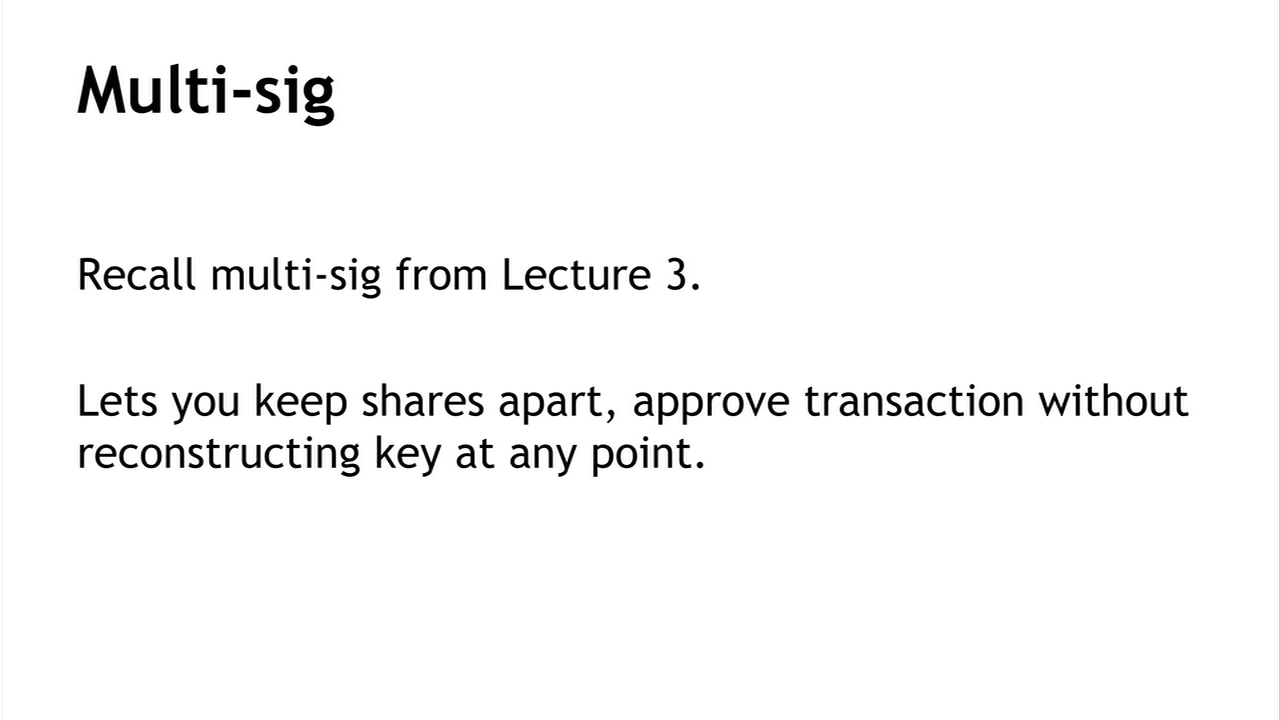 Multi-sig
Recall multi-sig from Lecture 3.
Lets you keep shares apart, approve transaction without
reconstructing key at any point.